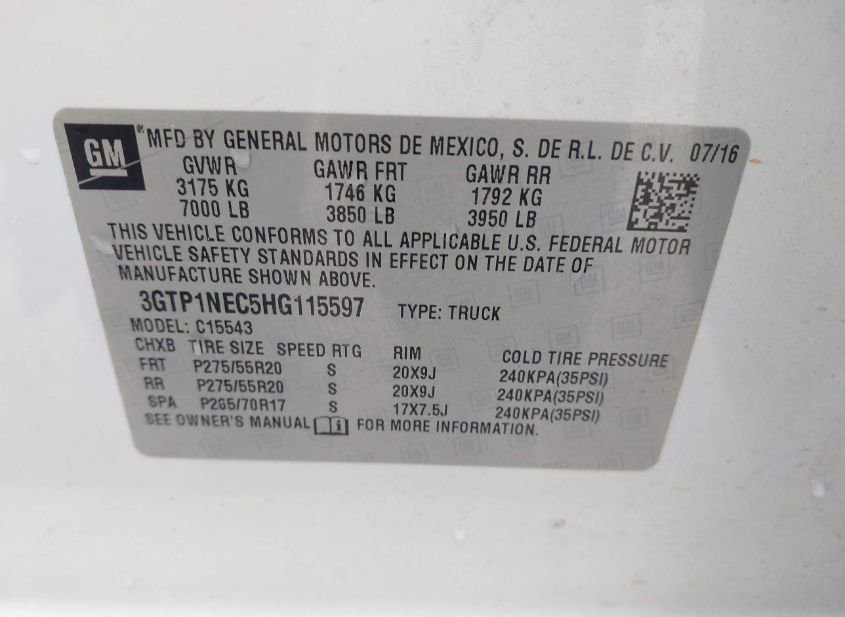 GM ® MFD BY GENERAL MOTORS DE MEXICO, S. DE R.L. DE C.V. 07/16
GVWR GAWR FRT GAWR RR
3175 KG 1746 KG 1792 KG
7000 LB 3850 LB 3950 LB
THIS VEHICLE CONFORMS TO ALL APPLICABLE U.S. FEDERAL MOTOR
VEHICLE SAFETY STANDARDS IN EFFECT ON THE DATE OF
MANUFACTURE SHOWN ABOVE.
3GTP1NEC5HG115597 TYPE: TRUCK
MODEL: C15543
CHXB TIRE SIZE SPEED RTG RIM COLD TIRE PRESSURE
FRT P275/55R20 S 20X9J 240KPA(35PSI)
RR P275/55R20 S 20X9J 240KPA(35PSI)
SPA P265/70R17 S 17X7.5J 240KPA(35PSI)
SEE OWNER'S MANUAL i FOR MORE INFORMATION.